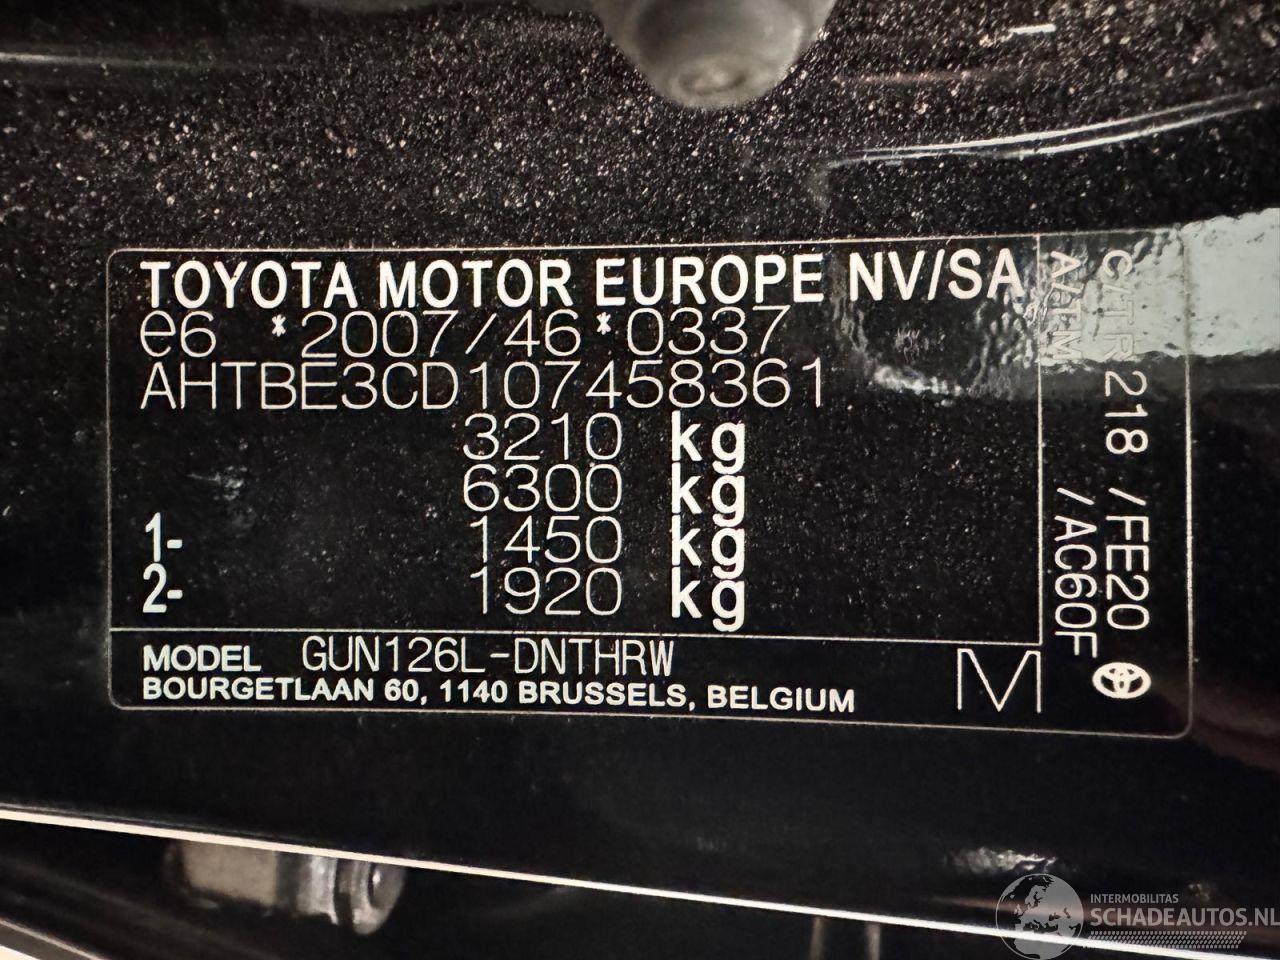 TOYOTA MOTOR EUROPE NV/SA
e6 *2007/46*0337
AHTBE3CD107458361
3210 kg
6300 kg
1- 1450 kg
2- 1920 kg
MODEL GUN126L-DNTHRW
BOURGETLAAN 60, 1140 BRUSSELS, BELGIUM
M
C/TR 218 /FE20
A/TM /AC60F
INTERMOBILITAS
SCHADEAUTOS.NL